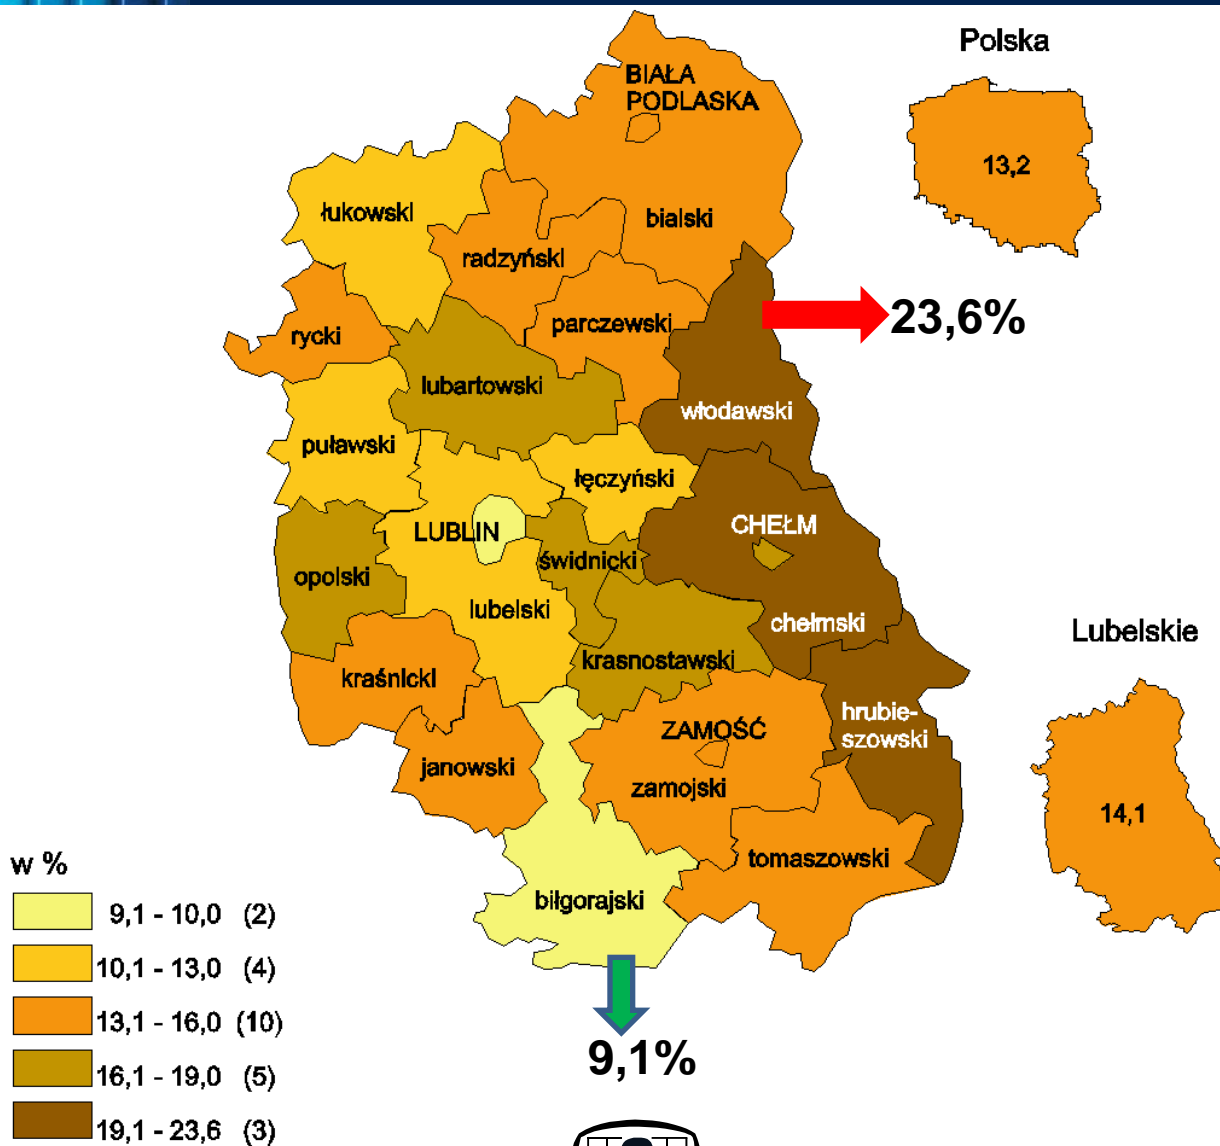 Polska
13,2
BIAŁA
PODLASKA
łukowski
bialski
radzyński
23,6%
rycki
parczewski
lubartowski
włodawski
puławski
łęczyński
LUBLIN
CHEŁM
świdnicki
opolski
lubelski
chełmski
Lubelskie
krasnostawski
kraśnicki
hrubie-
szowski
ZAMOŚĆ
janowski
zamojski
14,1
tomaszowski
biłgorajski
w %
9,1 - 10,0 (2)
10,1 - 13,0 (4)
13,1 - 16,0 (10)
16,1 - 19,0 (5)
19,1 - 23,6 (3)
9,1%